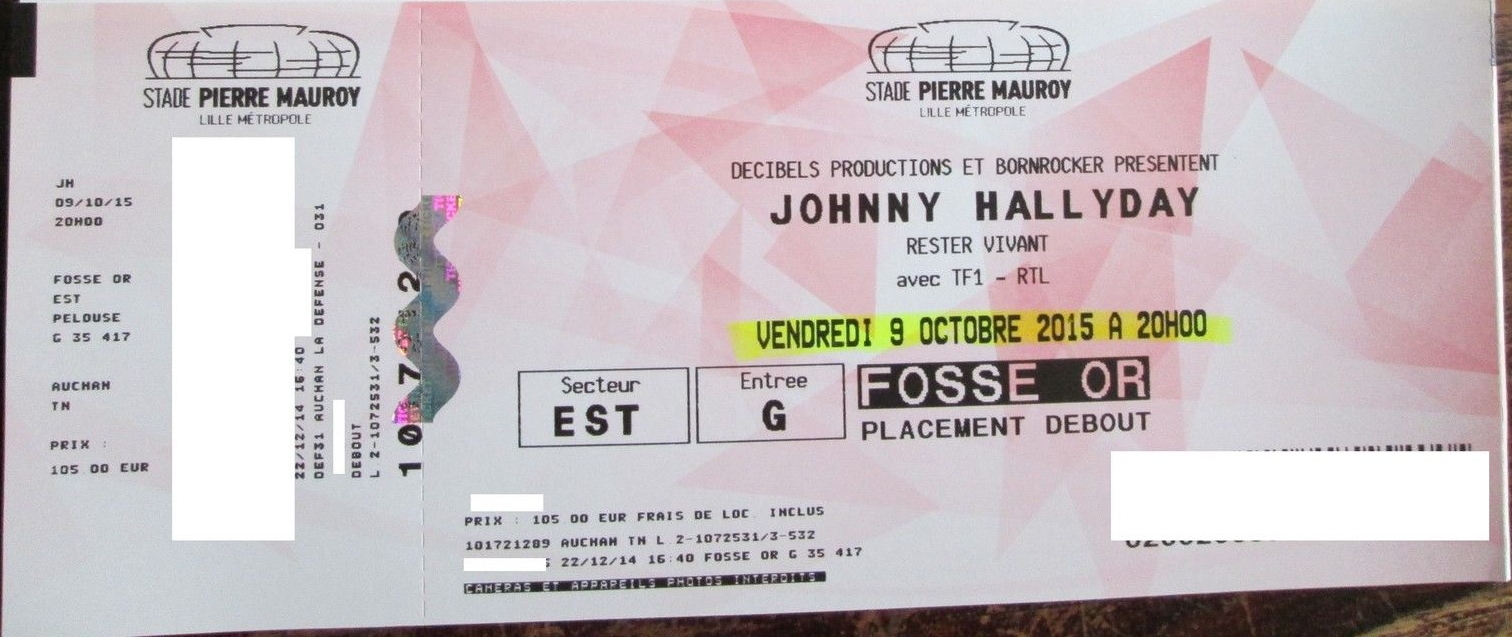 STADE PIERRE MAUROY
LILLE MÉTROPOLE
JH
09/10/15
20H00
FOSSE OR
EST
PELOUSE
G 35 417
AUCHAN
TN
PRIX :
105 00 EUR
22/12/14 16:40
DEF31 AUCHAN LA DEFENSE - 031
DEBOUT
L 2-1072531/3-532
STADE PIERRE MAUROY
LILLE MÉTROPOLE
DECIBELS PRODUCTIONS ET BORNROCKER PRESENTENT
JOHNNY HALLYDAY
RESTER VIVANT
avec TF1 - RTL
VENDREDI 9 OCTOBRE 2015 A 20H00
Secteur
EST
Entree
G
FOSSE OR
PLACEMENT DEBOUT
PRIX : 105 00 EUR FRAIS DE LOC. INCLUS
101721289 AUCHAN TN L 2-1072531/3-532
22/12/14 16:40 FOSSE OR G 35 417
CAMERAS ET APPAREILS PHOTOS INTERDITS